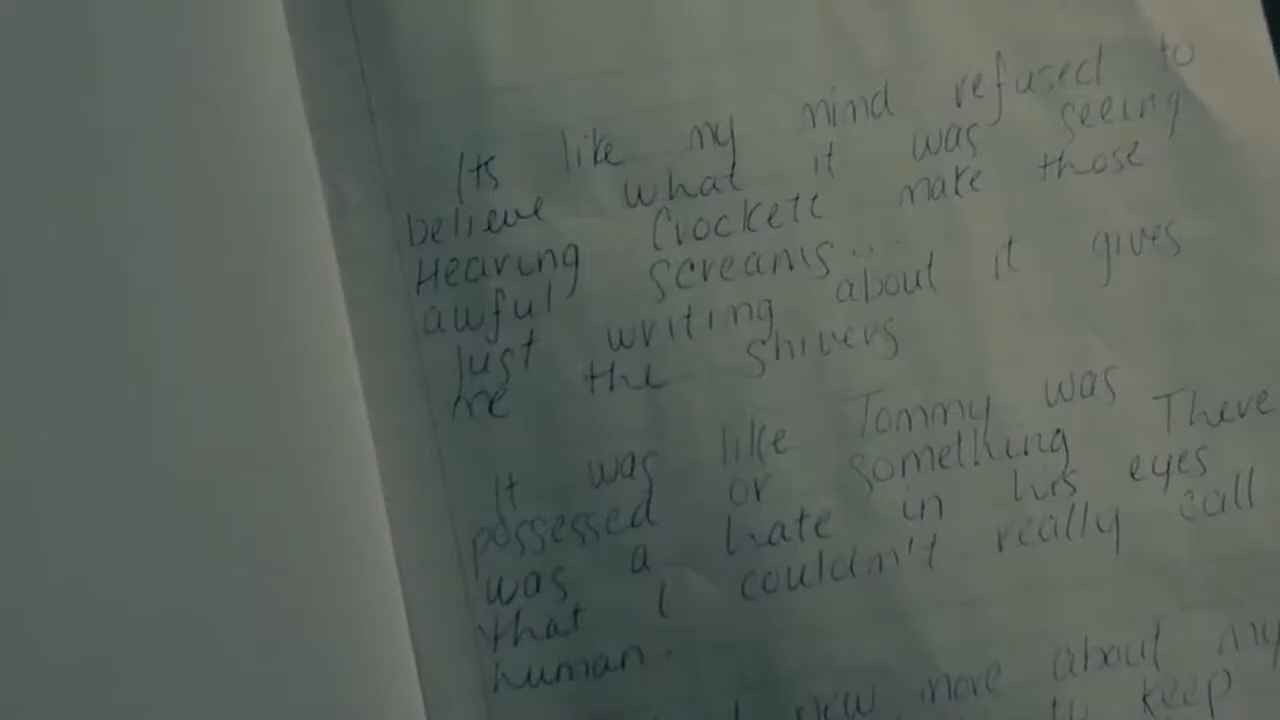 Its like my mind refused to
believe what it was seeing
Hearing Crockett make those
awful screams...
Just writing about it gives
me the shivers
It was like Tommy was
possessed or something There
was a hate in his eyes
that I couldn't really call
human.
more about my
to keep